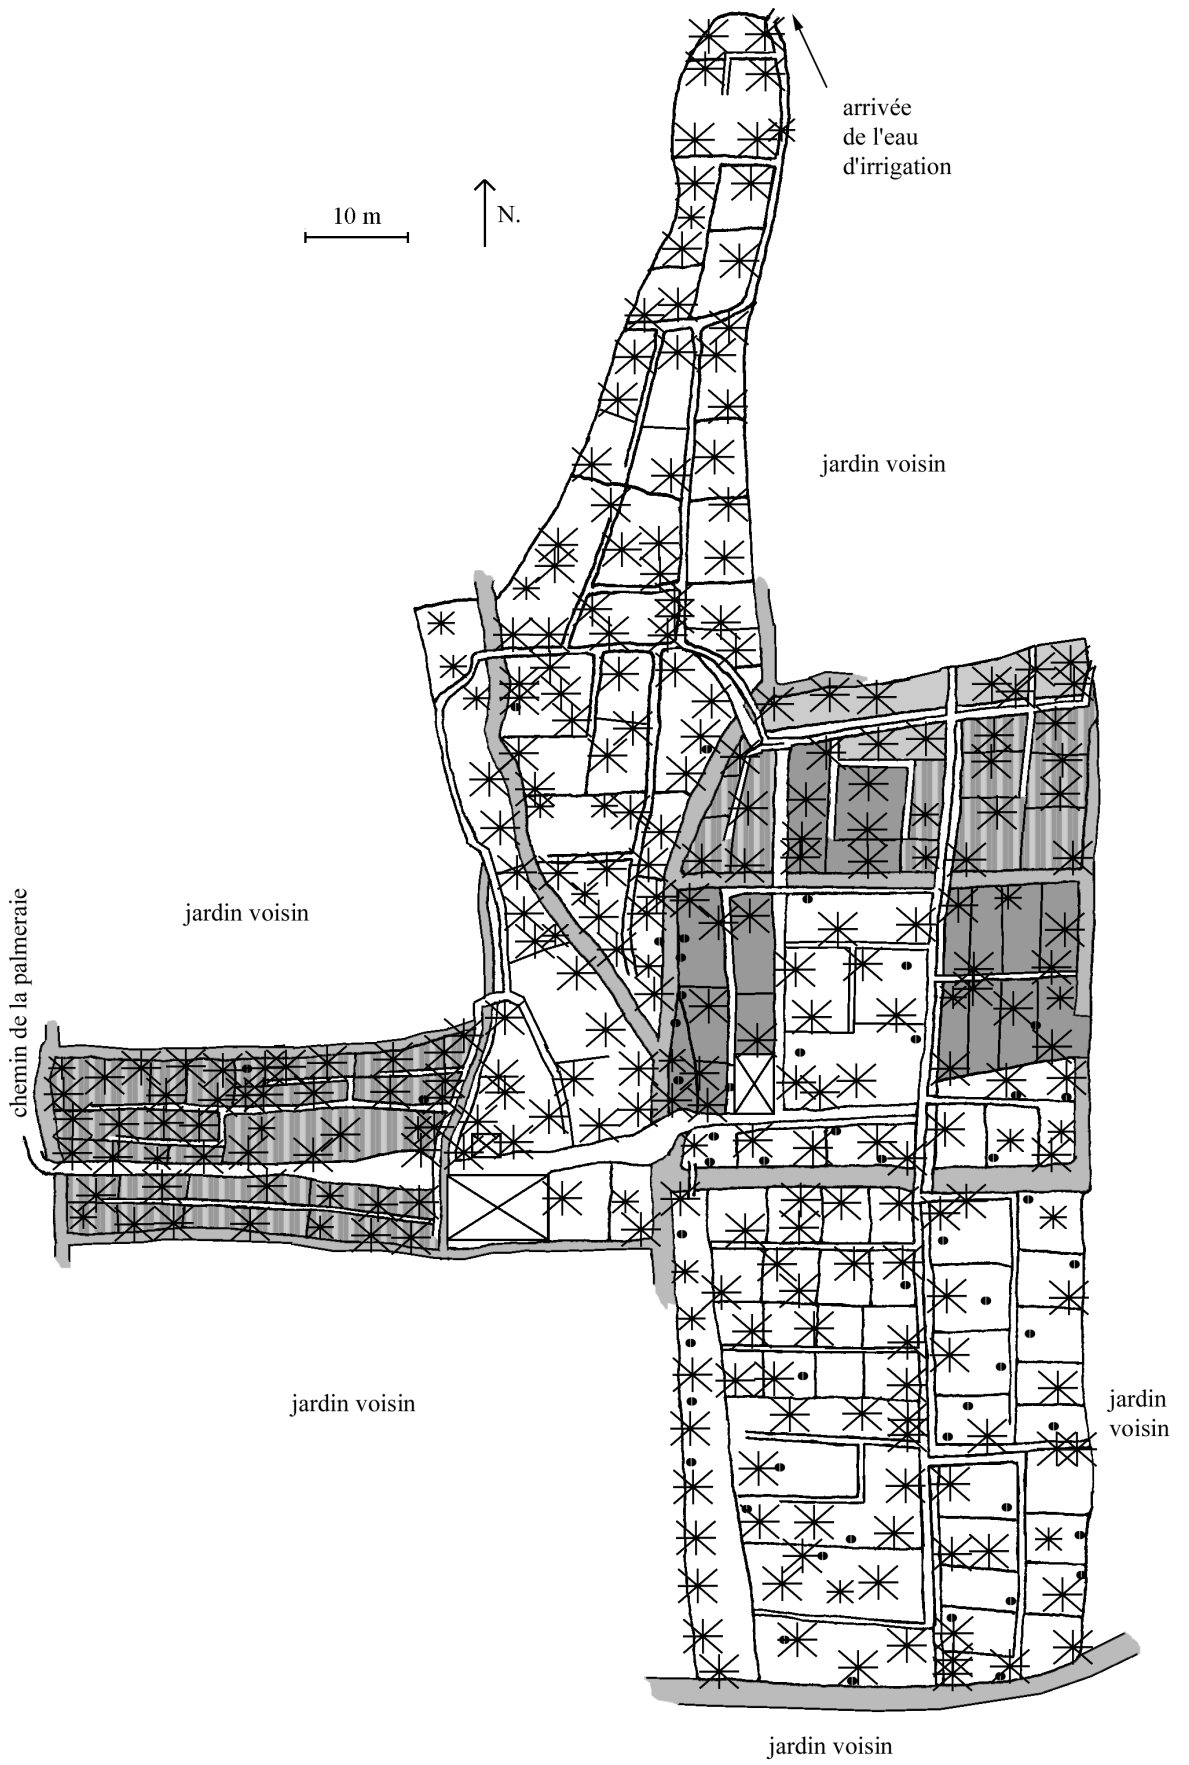 arrivée
de l'eau
d'irrigation
10 m
N.
jardin voisin
jardin voisin
chemin de la palmeraie
jardin voisin
jardin
voisin
jardin voisin